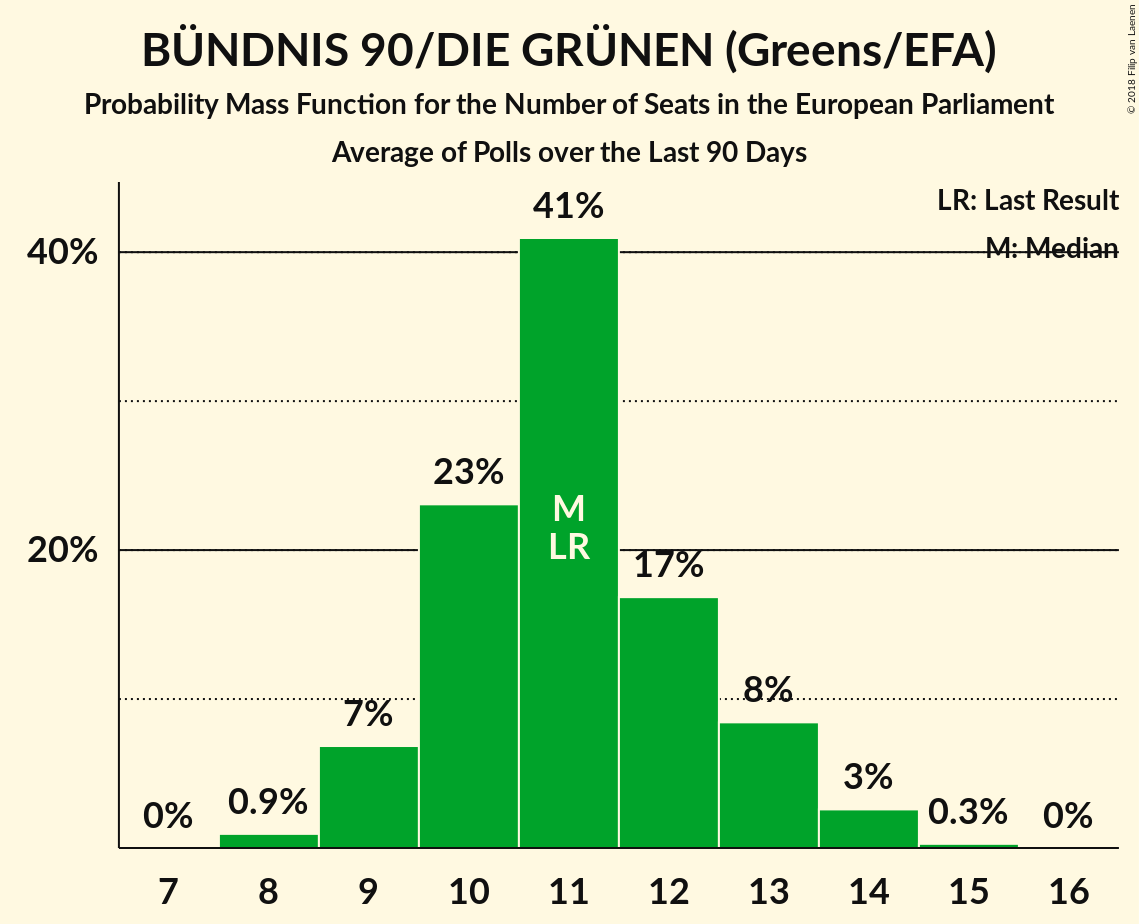 BÜNDNIS 90/DIE GRÜNEN (Greens/EFA)
Probability Mass Function for the Number of Seats in the European Parliament
Average of Polls over the Last 90 Days
© 2018 Filip van Laenen
LR: Last Result
M: Median
40%
20%
0%
0.9%
7%
23%
41%
M
LR
17%
8%
3%
0.3%
0%
7 8 9 10 11 12 13 14 15 16